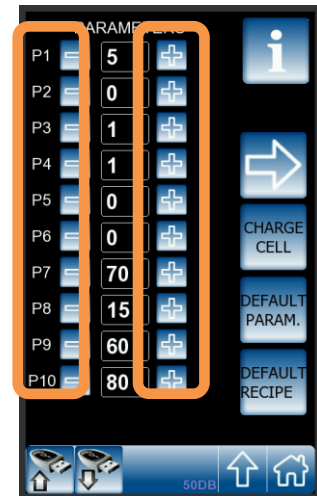 PARAMETERS
P1 5
P2 0
P3 1
P4 1
P5 0
P6 0
P7 70
P8 15
P9 60
P10 80
i
CHARGE
CELL
DEFAULT
PARAM.
DEFAULT
RECIPE
50DB